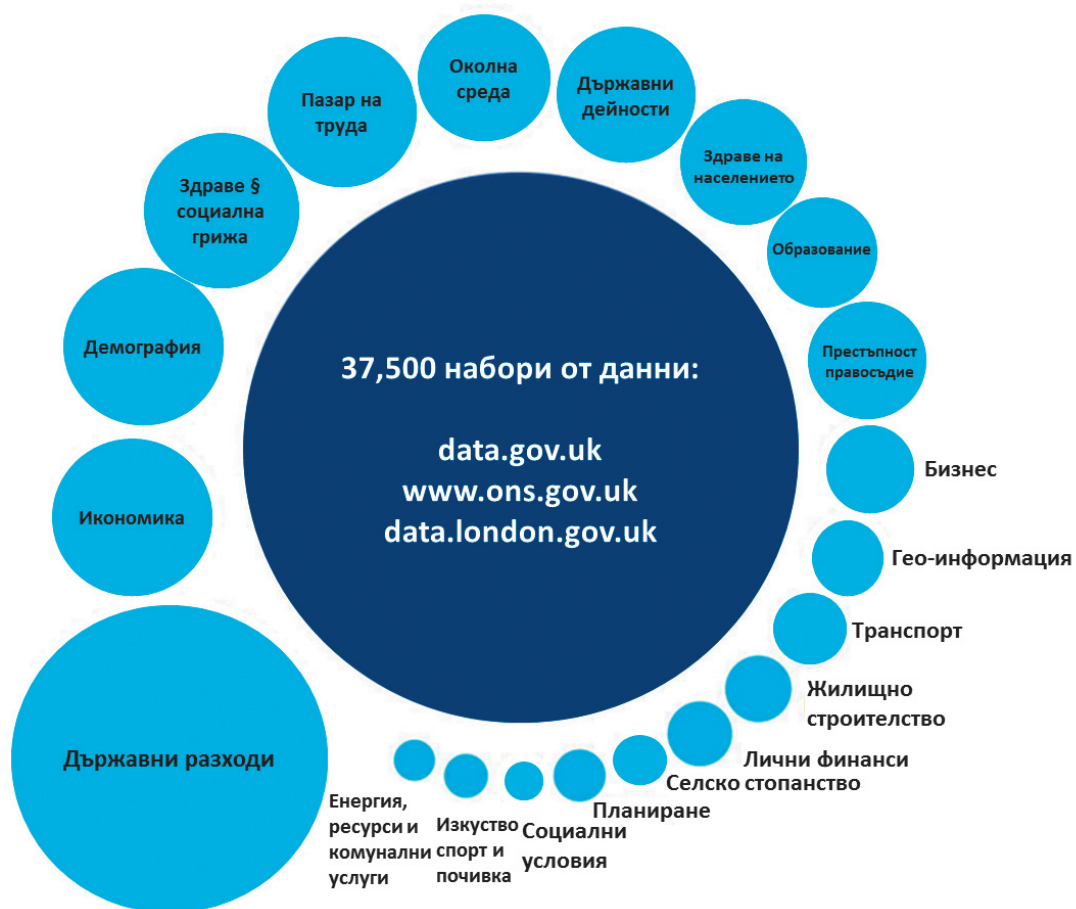 Околна
среда
Държавни
дейности
Пазар на
труда
Здраве на
населението
Здраве §
социална
грижа
Образование
Демография
Престъпност
правосъдие
37,500 набори от данни:
data.gov.uk
www.ons.gov.uk
data.london.gov.uk
Бизнес
Икономика
Гео-информация
Транспорт
Жилищно
строителство
Държавни разходи
Лични финанси
Селско стопанство
Планиране
Социални
условия
Изкуство
спорт и
почивка
Енергия,
ресурси и
комунални
услуги